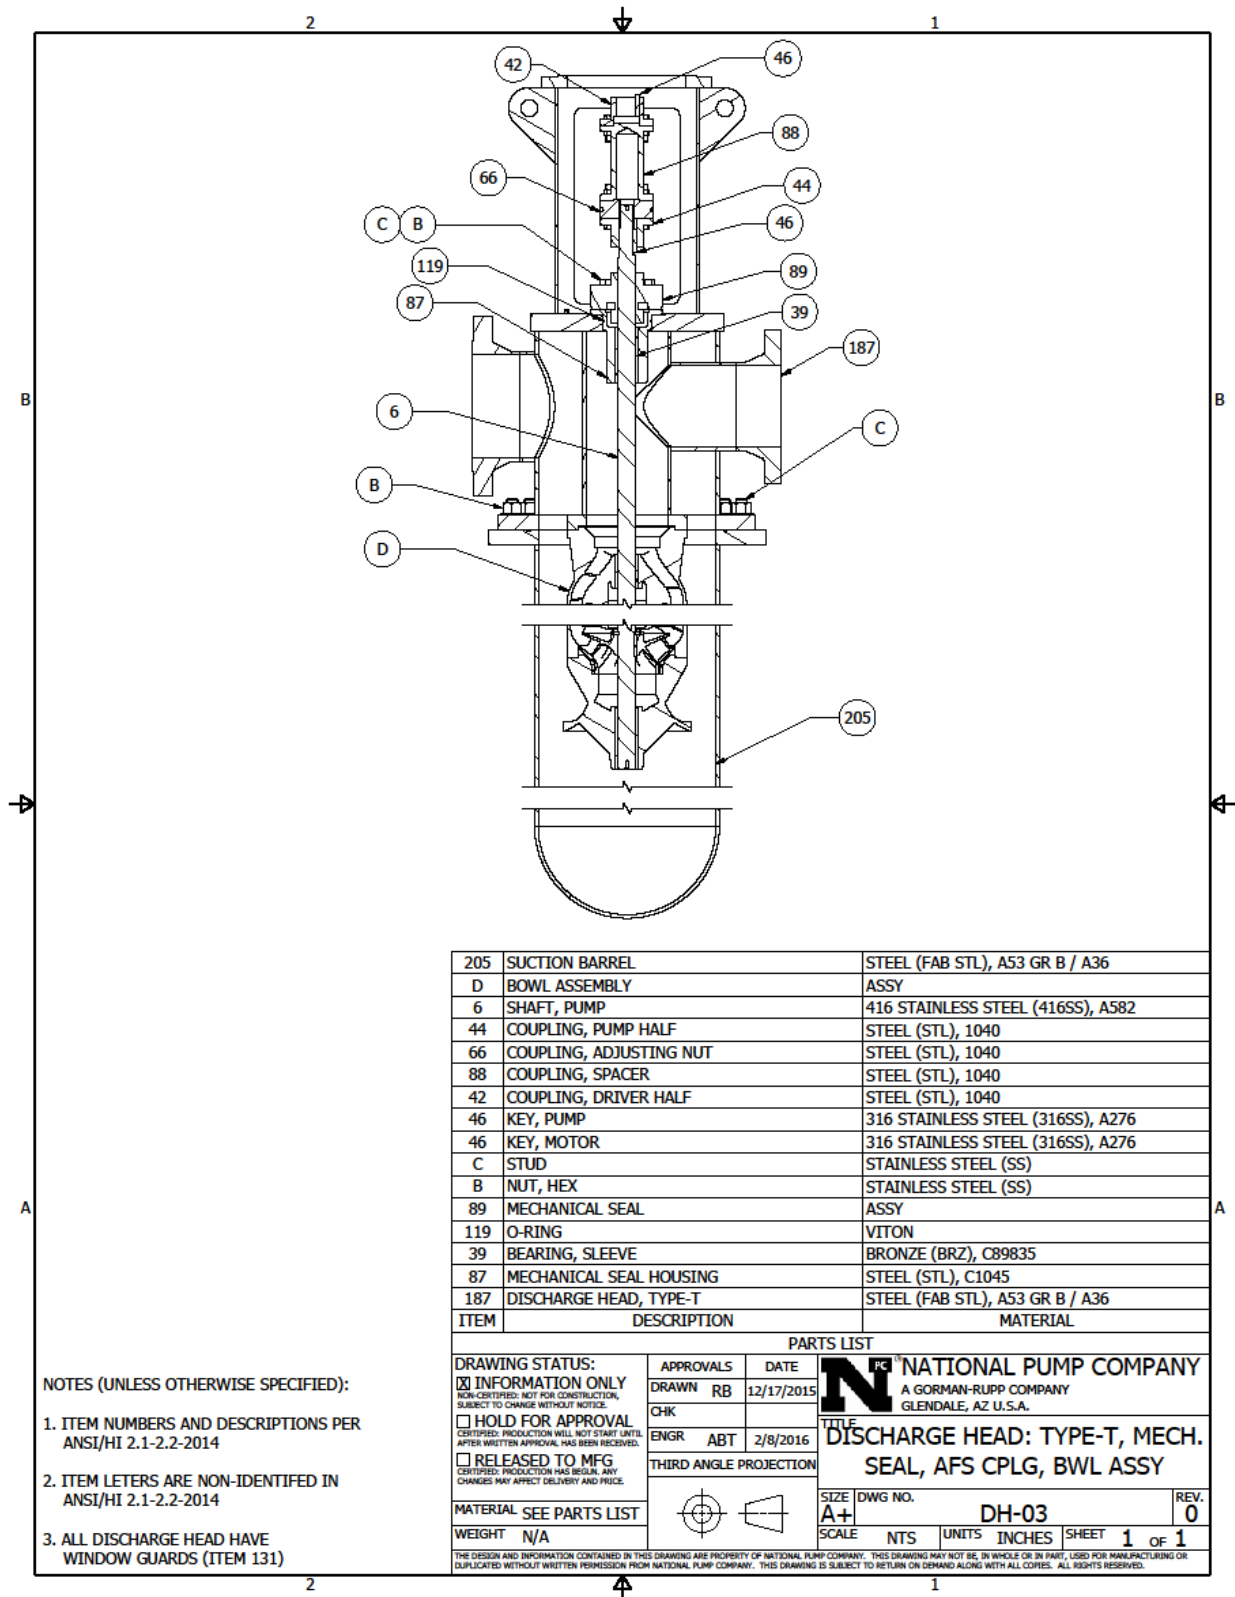 2
1
42
46
88
66
44
C
B
46
119
89
87
39
187
B
B
6
C
B
D
205
205 SUCTION BARREL STEEL (FAB STL), A53 GR B / A36
D BOWL ASSEMBLY ASSY
6 SHAFT, PUMP 416 STAINLESS STEEL (416SS), A582
44 COUPLING, PUMP HALF STEEL (STL), 1040
66 COUPLING, ADJUSTING NUT STEEL (STL), 1040
88 COUPLING, SPACER STEEL (STL), 1040
42 COUPLING, DRIVER HALF STEEL (STL), 1040
46 KEY, PUMP 316 STAINLESS STEEL (316SS), A276
46 KEY, MOTOR 316 STAINLESS STEEL (316SS), A276
C STUD STAINLESS STEEL (SS)
B NUT, HEX STAINLESS STEEL (SS)
A
A
89 MECHANICAL SEAL ASSY
119 O-RING VITON
39 BEARING, SLEEVE BRONZE (BRZ), C89835
87 MECHANICAL SEAL HOUSING STEEL (STL), C1045
187 DISCHARGE HEAD, TYPE-T STEEL (FAB STL), A53 GR B / A36
ITEM DESCRIPTION MATERIAL
PARTS LIST
NOTES (UNLESS OTHERWISE SPECIFIED):
1. ITEM NUMBERS AND DESCRIPTIONS PER
ANSI/HI 2.1-2.2-2014
2. ITEM LETERS ARE NON-IDENTIFED IN
ANSI/HI 2.1-2.2-2014
3. ALL DISCHARGE HEAD HAVE
WINDOW GUARDS (ITEM 131)
DRAWING STATUS:
X INFORMATION ONLY
NON-CERTIFIED: NOT FOR CONSTRUCTION,
SUBJECT TO CHANGE WITHOUT NOTICE.
HOLD FOR APPROVAL
CERTIFIED: PRODUCTION WILL NOT START UNTIL
AFTER WRITTEN APPROVAL HAS BEEN RECEIVED.
RELEASED TO MFG
CERTIFIED: PRODUCTION HAS BEGUN. ANY
CHANGES MAY AFFECT DELIVERY AND PRICE.
MATERIAL SEE PARTS LIST
WEIGHT N/A
APPROVALS DATE
DRAWN RB 12/17/2015
CHK
ENGR ABT 2/8/2016
THIRD ANGLE PROJECTION
N PC ® NATIONAL PUMP COMPANY
A GORMAN-RUPP COMPANY
GLENDALE, AZ U.S.A.
TITLE
DISCHARGE HEAD: TYPE-T, MECH.
SEAL, AFS CPLG, BWL ASSY
SIZE A+ DWG NO. DH-03 REV. 0
SCALE NTS UNITS INCHES SHEET 1 OF 1
THE DESIGN AND INFORMATION CONTAINED IN THIS DRAWING ARE PROPERTY OF NATIONAL PUMP COMPANY. THIS DRAWING MAY NOT BE, IN WHOLE OR IN PART, USED FOR MANUFACTURING OR
DUPLICATED WITHOUT WRITTEN PERMISSION FROM NATIONAL PUMP COMPANY. THIS DRAWING IS SUBJECT TO RETURN ON DEMAND ALONG WITH ALL COPIES. ALL RIGHTS RESERVED.
2
1